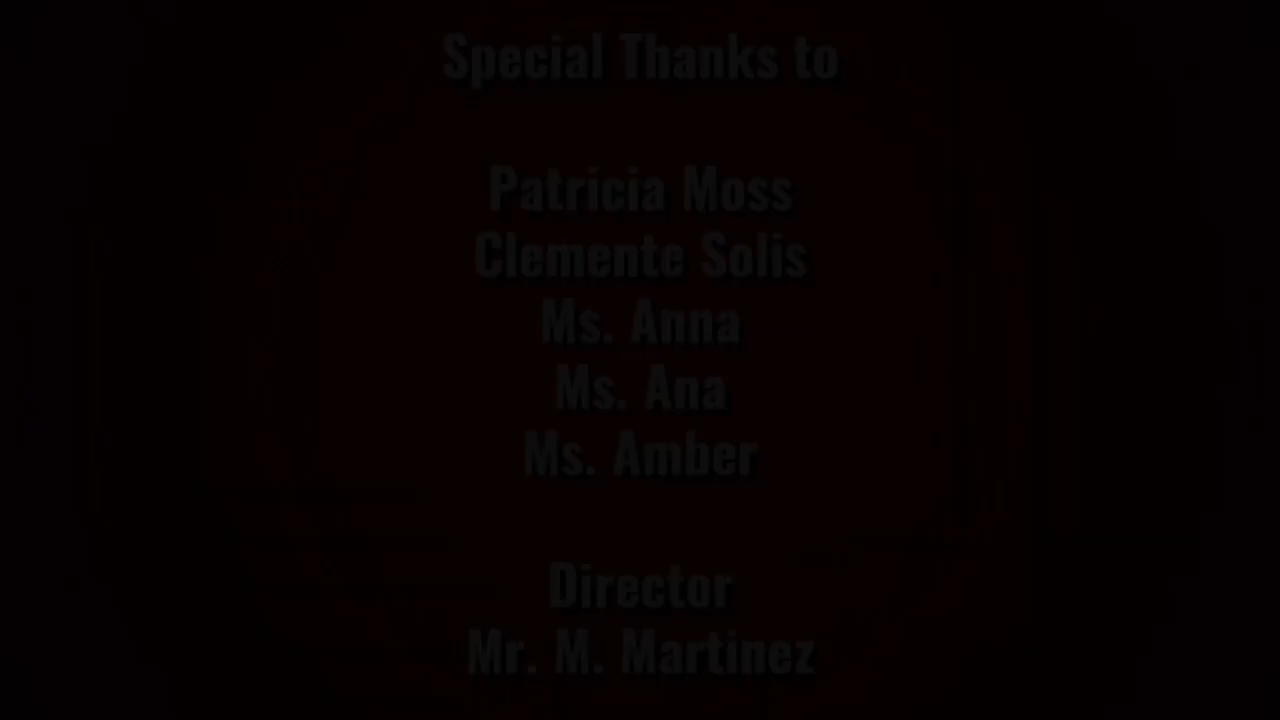 Special Thanks to
Patricia Moss
Clemente Solis
Ms. Anna
Ms. Ana
Ms. Amber
Director
Mr. M. Martinez